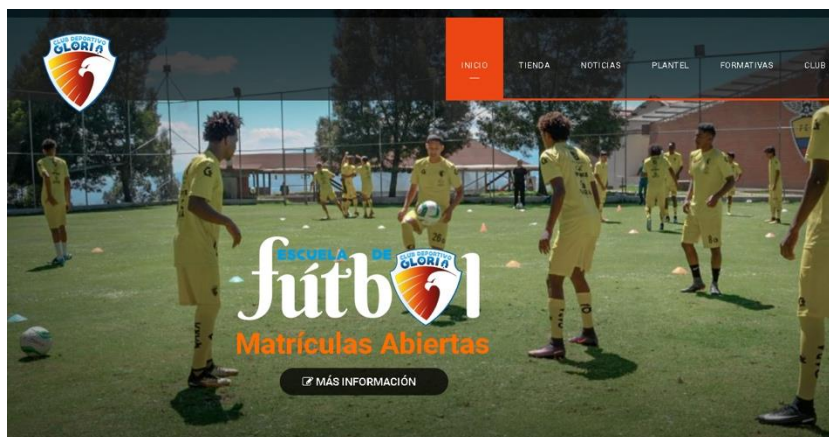 CLUB DEPORTIVO
GLORIA
INICIO
TIENDA
NOTICIAS
PLANTEL
FORMATIVAS
CLUB
ESCUELA DE
fútbol
CLUB DEPORTIVO
GLORIA
Matrículas Abiertas
MÁS INFORMACIÓN